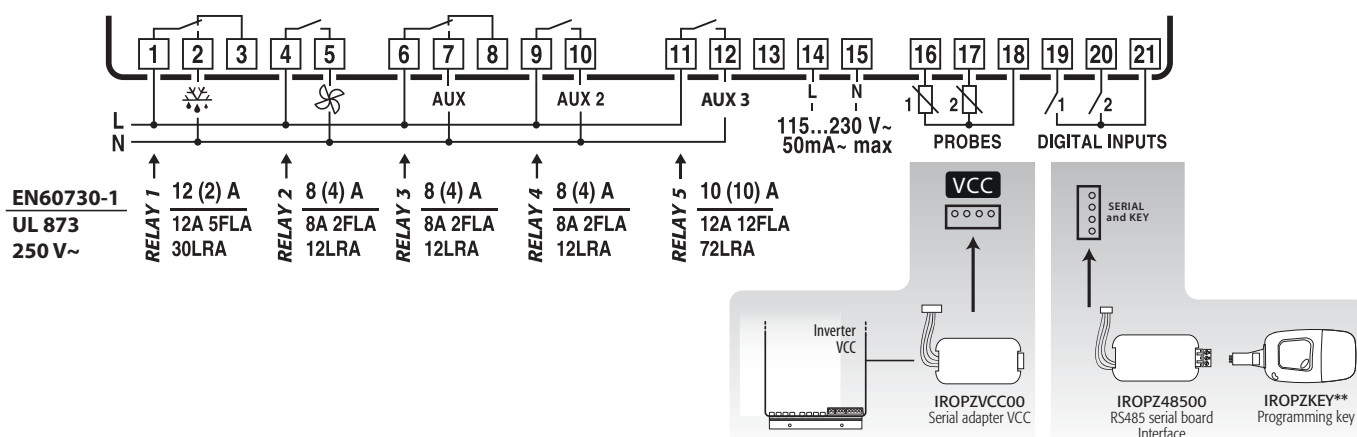 1 2 3 4 5 6 7 8 9 10 11 12 13 14 15 16 17 18 19 20 21
AUX
AUX 2
AUX 3
L N
115...230 V~
50mA~ max
1 2
PROBES
1 2
DIGITAL INPUTS
L
N
EN60730-1
UL 873
250 V~
RELAY 1
12 (2) A
12A 5FLA
30LRA
RELAY 2
8 (4) A
8A 2FLA
12LRA
RELAY 3
8 (4) A
8A 2FLA
12LRA
RELAY 4
8 (4) A
8A 2FLA
12LRA
RELAY 5
10 (10) A
12A 12FLA
72LRA
VCC
SERIAL
and KEY
Inverter
VCC
IROPZVCC00
Serial adapter VCC
IROPZ48500
RS485 serial board
Interface
IROPZKEY**
Programming key